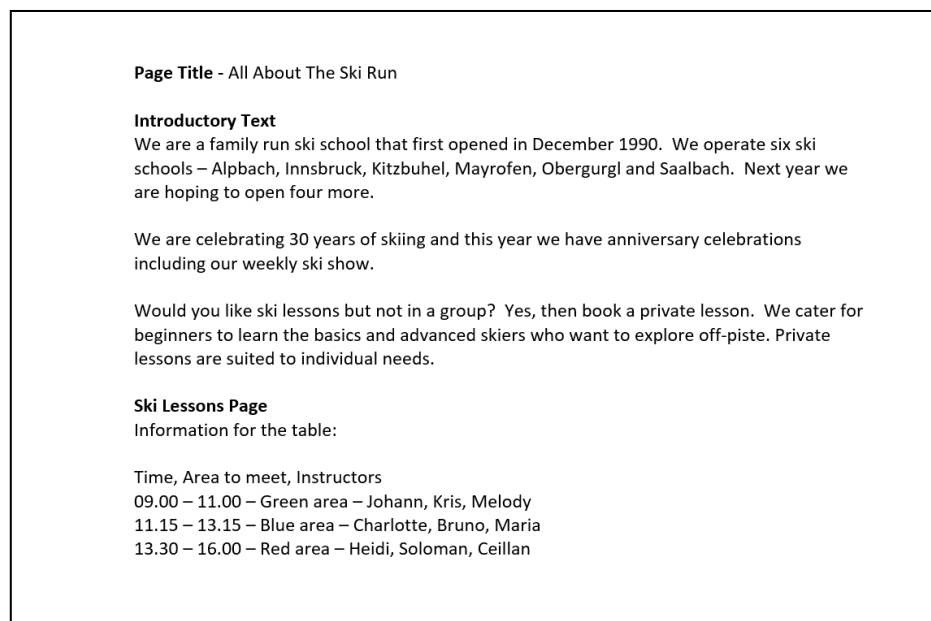 Page Title - All About The Ski Run
Introductory Text
We are a family run ski school that first opened in December 1990.  We operate six ski
schools – Alpbach, Innsbruck, Kitzbuhel, Mayrofen, Obergurgl and Saalbach.  Next year we
are hoping to open four more.
We are celebrating 30 years of skiing and this year we have anniversary celebrations
including our weekly ski show.
Would you like ski lessons but not in a group?  Yes, then book a private lesson.  We cater for
beginners to learn the basics and advanced skiers who want to explore off-piste. Private
lessons are suited to individual needs.
Ski Lessons Page
Information for the table:
Time, Area to meet, Instructors
09.00 – 11.00 – Green area – Johann, Kris, Melody
11.15 – 13.15 – Blue area – Charlotte, Bruno, Maria
13.30 – 16.00 – Red area – Heidi, Soloman, Ceillan